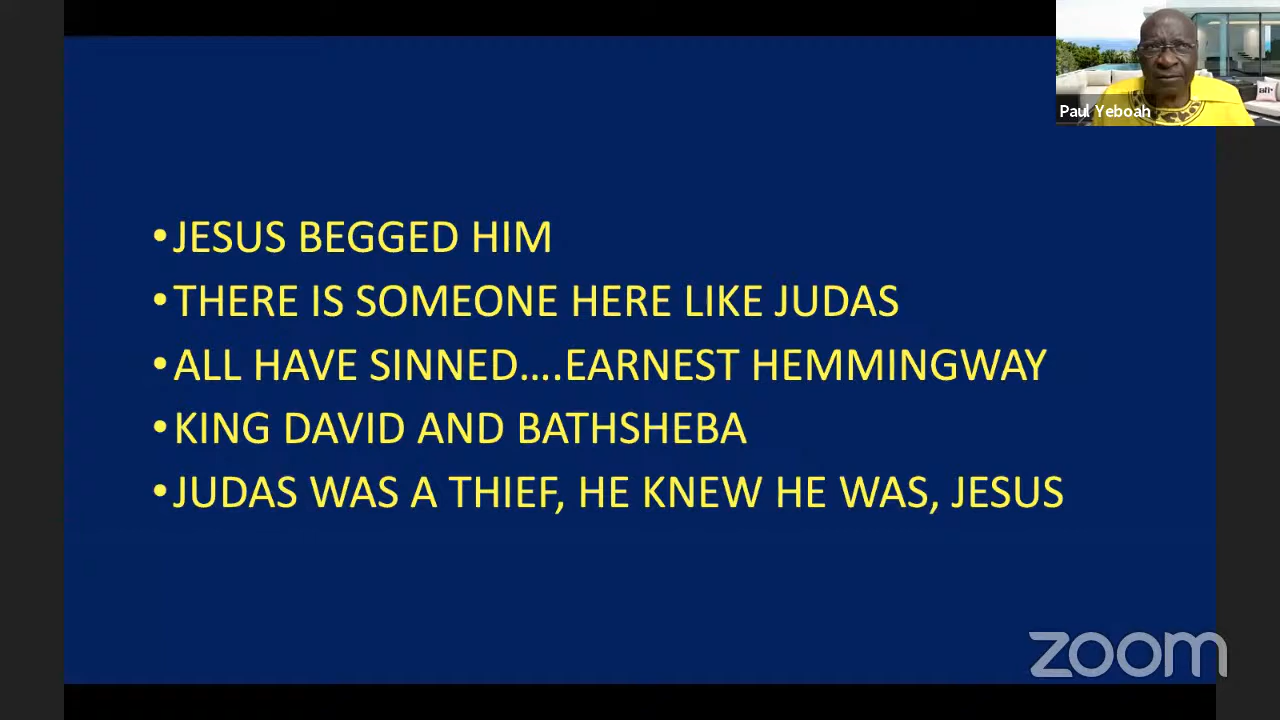 Paul Yeboah
•JESUS BEGGED HIM
•THERE IS SOMEONE HERE LIKE JUDAS
•ALL HAVE SINNED….EARNEST HEMMINGWAY
•KING DAVID AND BATHSHEBA
•JUDAS WAS A THIEF, HE KNEW HE WAS, JESUS
zoom